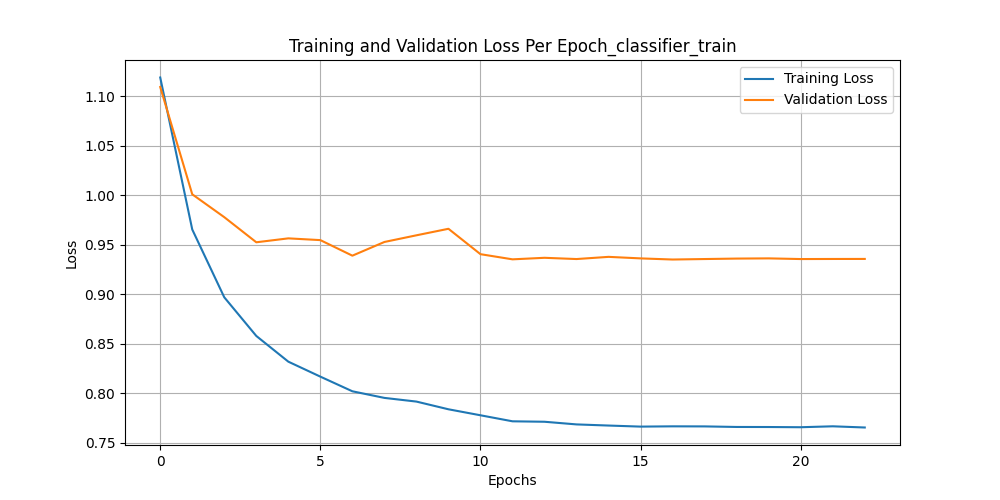 Training and Validation Loss Per Epoch_classifier_train
Training Loss
Validation Loss
1.10
1.05
1.00
0.95
0.90
0.85
0.80
0.75
Loss
0 5 10 15 20
Epochs